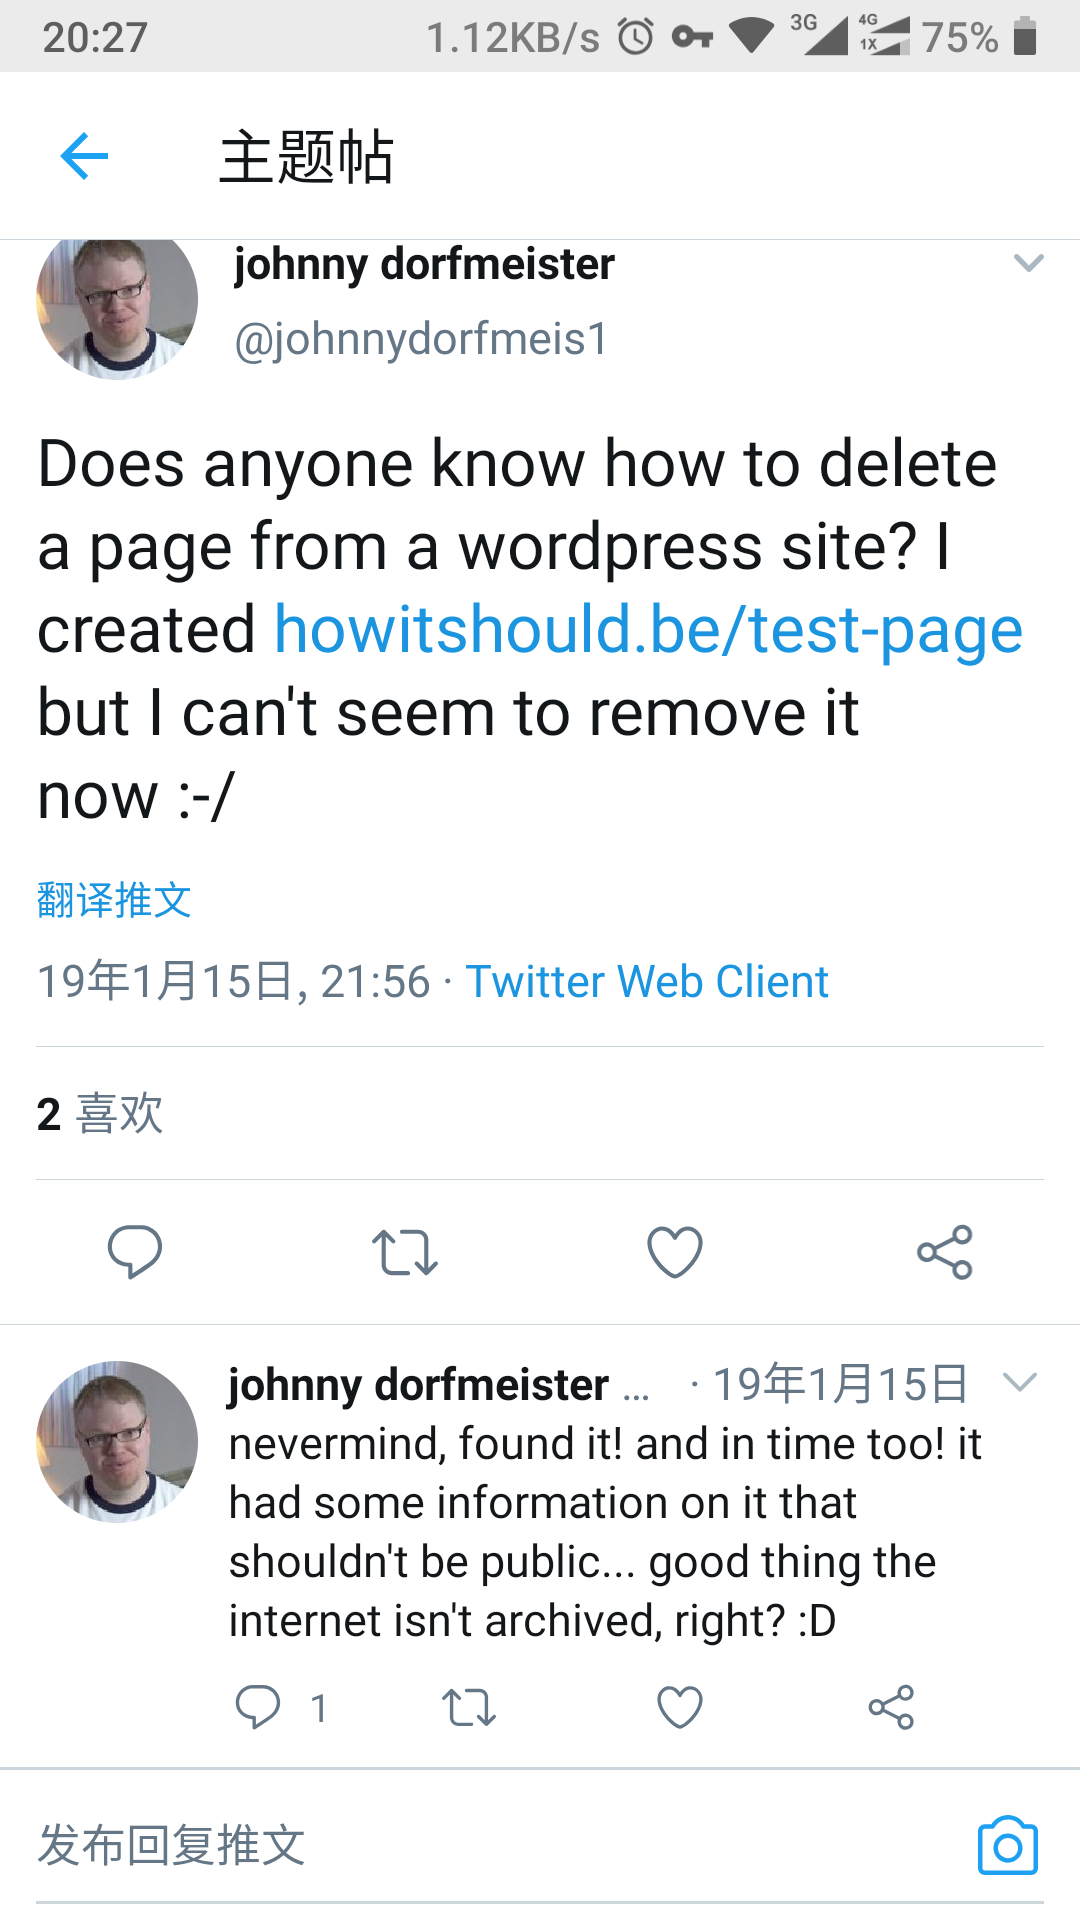 20:27 1.12KB/s 3G 4G 1X 75%
主题帖
johnny dorfmeister
@johnnydorfmeis1
Does anyone know how to delete
a page from a wordpress site? I
created howitshould.be/test-page
but I can't seem to remove it
now :-/
翻译推文
19年1月15日, 21:56 · Twitter Web Client
2 喜欢
johnny dorfmeister ... · 19年1月15日
nevermind, found it! and in time too! it
had some information on it that
shouldn't be public... good thing the
internet isn't archived, right? :D
1
发布回复推文